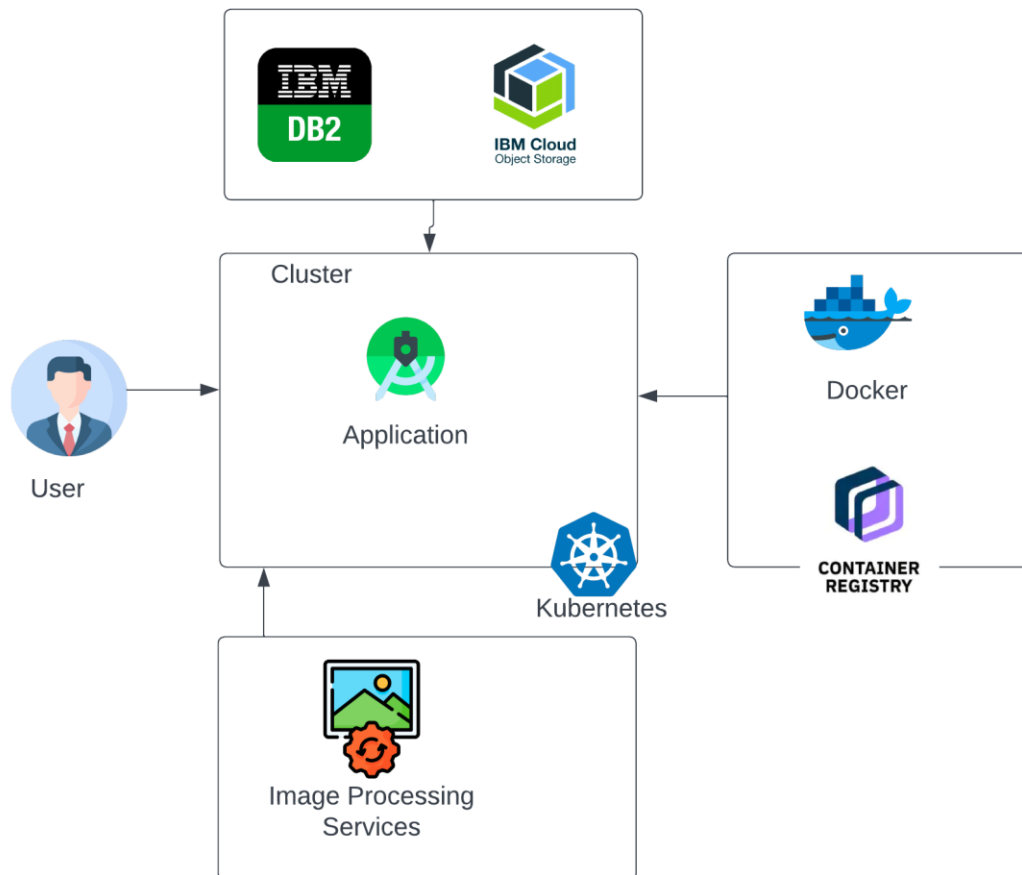 IBM
DB2
IBM Cloud
Object Storage
Cluster
Application
User
Docker
CONTAINER
REGISTRY
Kubernetes
Image Processing
Services